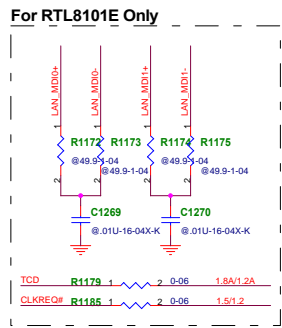 For RTL8101E Only
LAN_MDI0+
LAN_MDI0-
LAN_MDI1+
LAN_MDI1-
1 1 1 1
R1172 R1173 R1174 R1175
@49.9-1-04 @49.9-1-04
@49.9-1-04 @49.9-1-04
2 2 2 2
C1269 C1270
@.01U-16-04X-K @.01U-16-04X-K
TCD R1179 1 2 0-06 1.8A/1.2A
CLKREQ# R1185 1 2 0-06 1.5/1.2